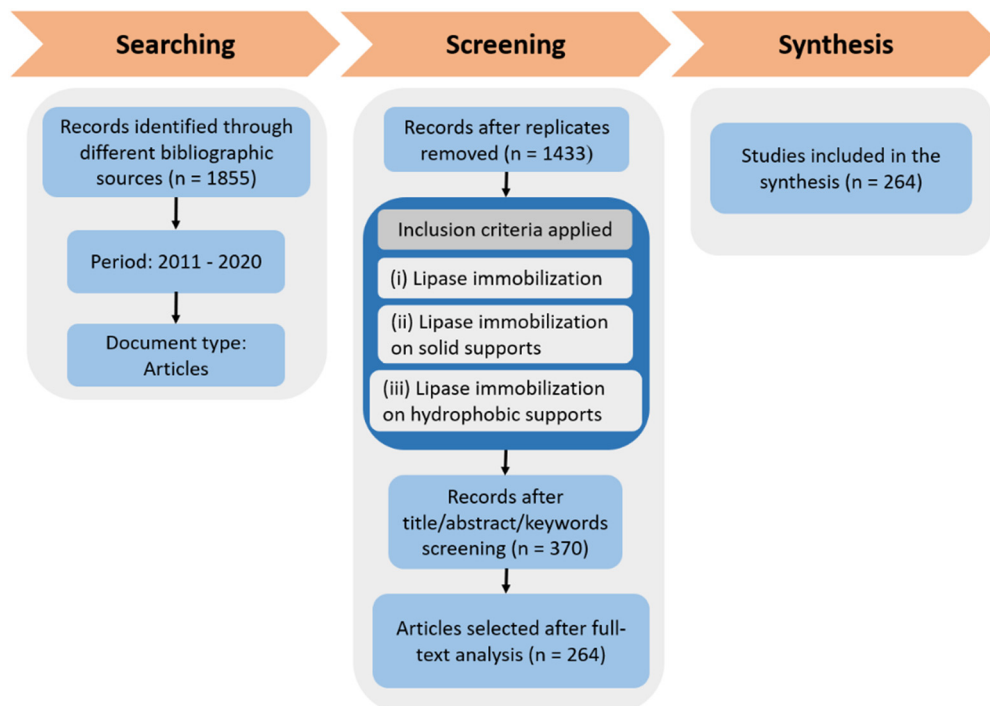 Searching
Records identified through
different bibliographic
sources (n = 1855)
Period: 2011 - 2020
Document type:
Articles
Screening
Records after replicates
removed (n = 1433)
Inclusion criteria applied
(i) Lipase immobilization
(ii) Lipase immobilization
on solid supports
(iii) Lipase immobilization
on hydrophobic supports
Records after
title/abstract/keywords
screening (n = 370)
Articles selected after full-
text analysis (n = 264)
Synthesis
Studies included in the
synthesis (n = 264)